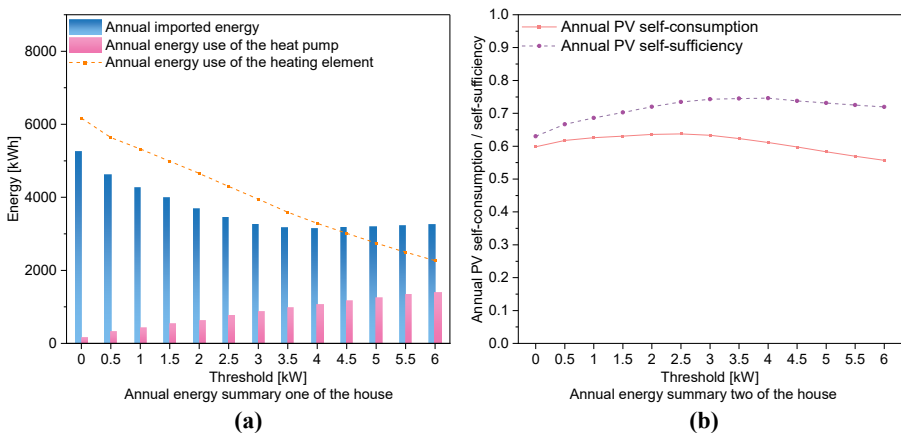 Annual imported energy
Annual energy use of the heat pump
Annual energy use of the heating element
Energy [kWh]
8000
6000
4000
2000
0
0 0.5 1 1.5 2 2.5 3 3.5 4 4.5 5 5.5 6
Threshold [kW]
Annual energy summary one of the house
(a)
Annual PV self-consumption
Annual PV self-sufficiency
Annual PV self-consumption / self-sufficiency
1.0
0.9
0.8
0.7
0.6
0.5
0.4
0.3
0.2
0.1
0.0
0 0.5 1 1.5 2 2.5 3 3.5 4 4.5 5 5.5 6
Threshold [kW]
Annual energy summary two of the house
(b)